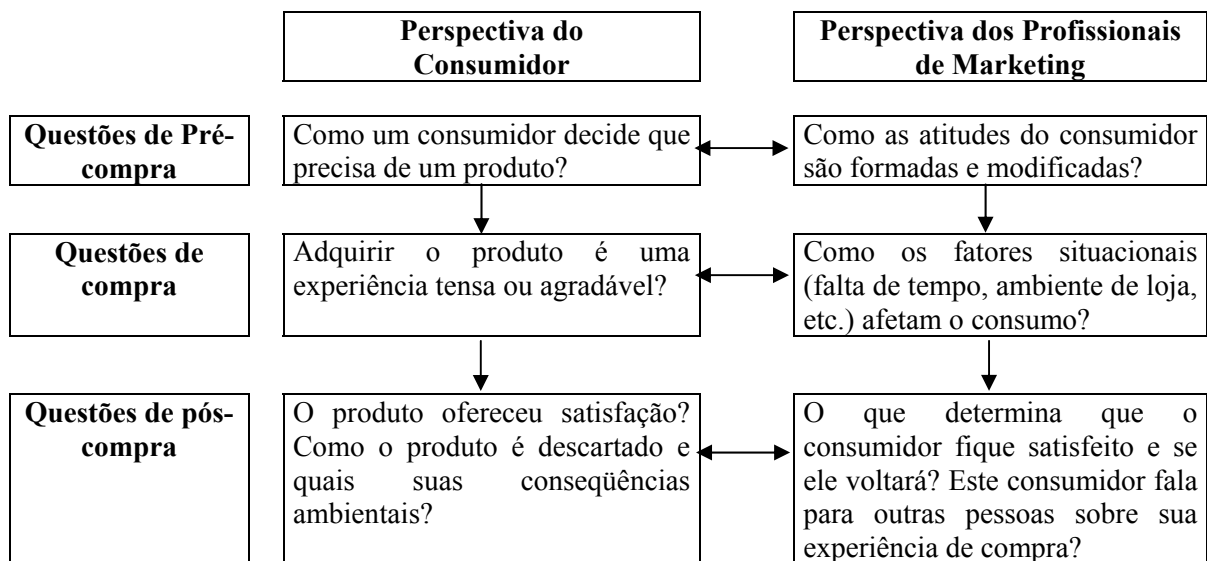 Perspectiva do
Consumidor
Perspectiva dos Profissionais
de Marketing
Questões de Pré-
compra
Como um consumidor decide que
precisa de um produto?
Como as atitudes do consumidor
são formadas e modificadas?
Questões de
compra
Adquirir o produto é uma
experiência tensa ou agradável?
Como os fatores situacionais
(falta de tempo, ambiente de loja,
etc.) afetam o consumo?
Questões de pós-
compra
O produto ofereceu satisfação?
Como o produto é descartado e
quais suas conseqüências
ambientais?
O que determina que o
consumidor fique satisfeito e se
ele voltará? Este consumidor fala
para outras pessoas sobre sua
experiência de compra?